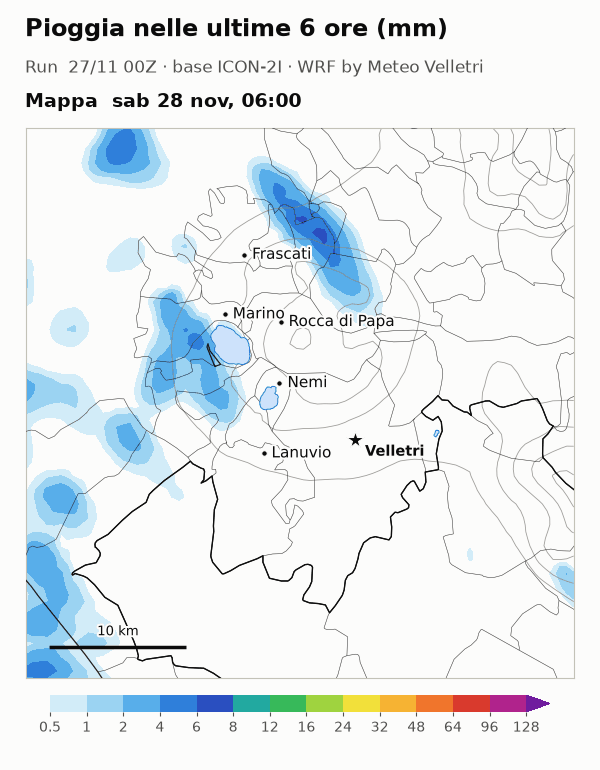 Pioggia nelle ultime 6 ore (mm)
Run  27/11 00Z · base ICON-2I · WRF by Meteo Velletri
Mappa  sab 28 nov, 06:00
Frascati
Marino
Rocca di Papa
Nemi
Velletri
Lanuvio
10 km
0.5 1 2 4 6 8 12 16 24 32 48 64 96 128